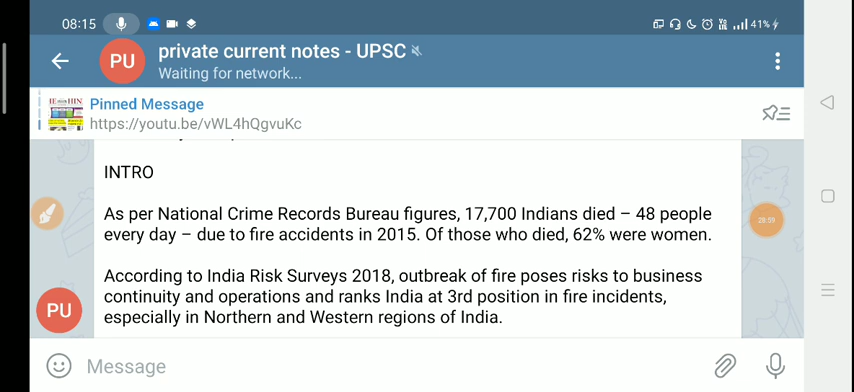 08:15
41%
PU
private current notes - UPSC
Waiting for network...
Pinned Message
https://youtu.be/vWL4hQgvuKc
INTRO
As per National Crime Records Bureau figures, 17,700 Indians died – 48 people
every day – due to fire accidents in 2015. Of those who died, 62% were women.
28:59
According to India Risk Surveys 2018, outbreak of fire poses risks to business
continuity and operations and ranks India at 3rd position in fire incidents,
especially in Northern and Western regions of India.
PU
Message